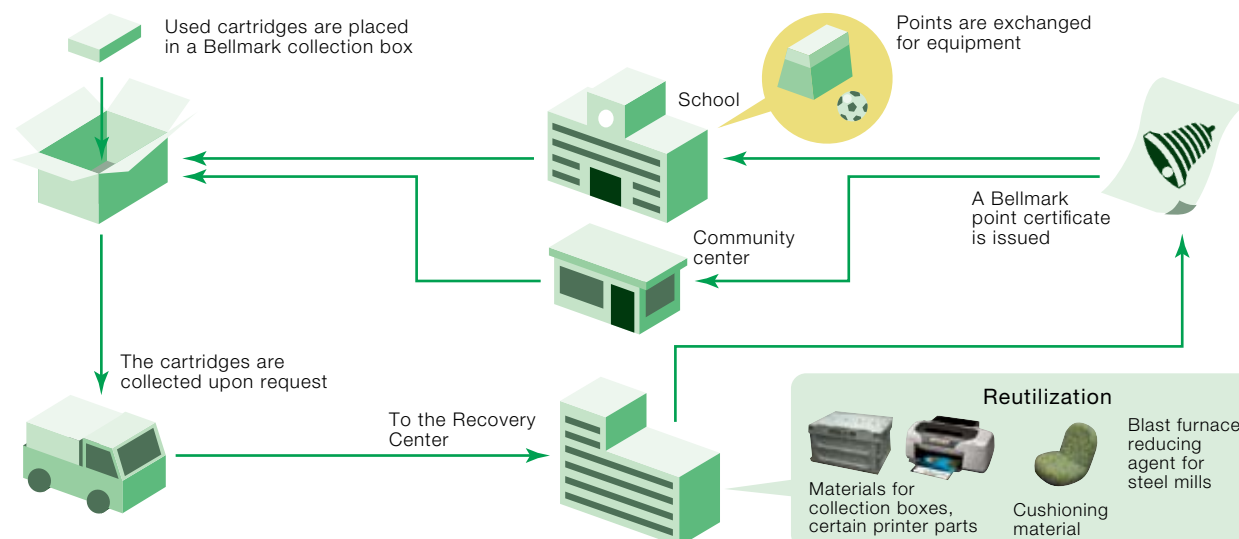 Used cartridges are placed
in a Bellmark collection box
Points are exchanged
for equipment
School
A Bellmark
point certificate
is issued
Community
center
The cartridges are
collected upon request
To the Recovery
Center
Reutilization
Materials for
collection boxes,
certain printer parts
Cushioning
material
Blast furnace
reducing
agent for
steel mills